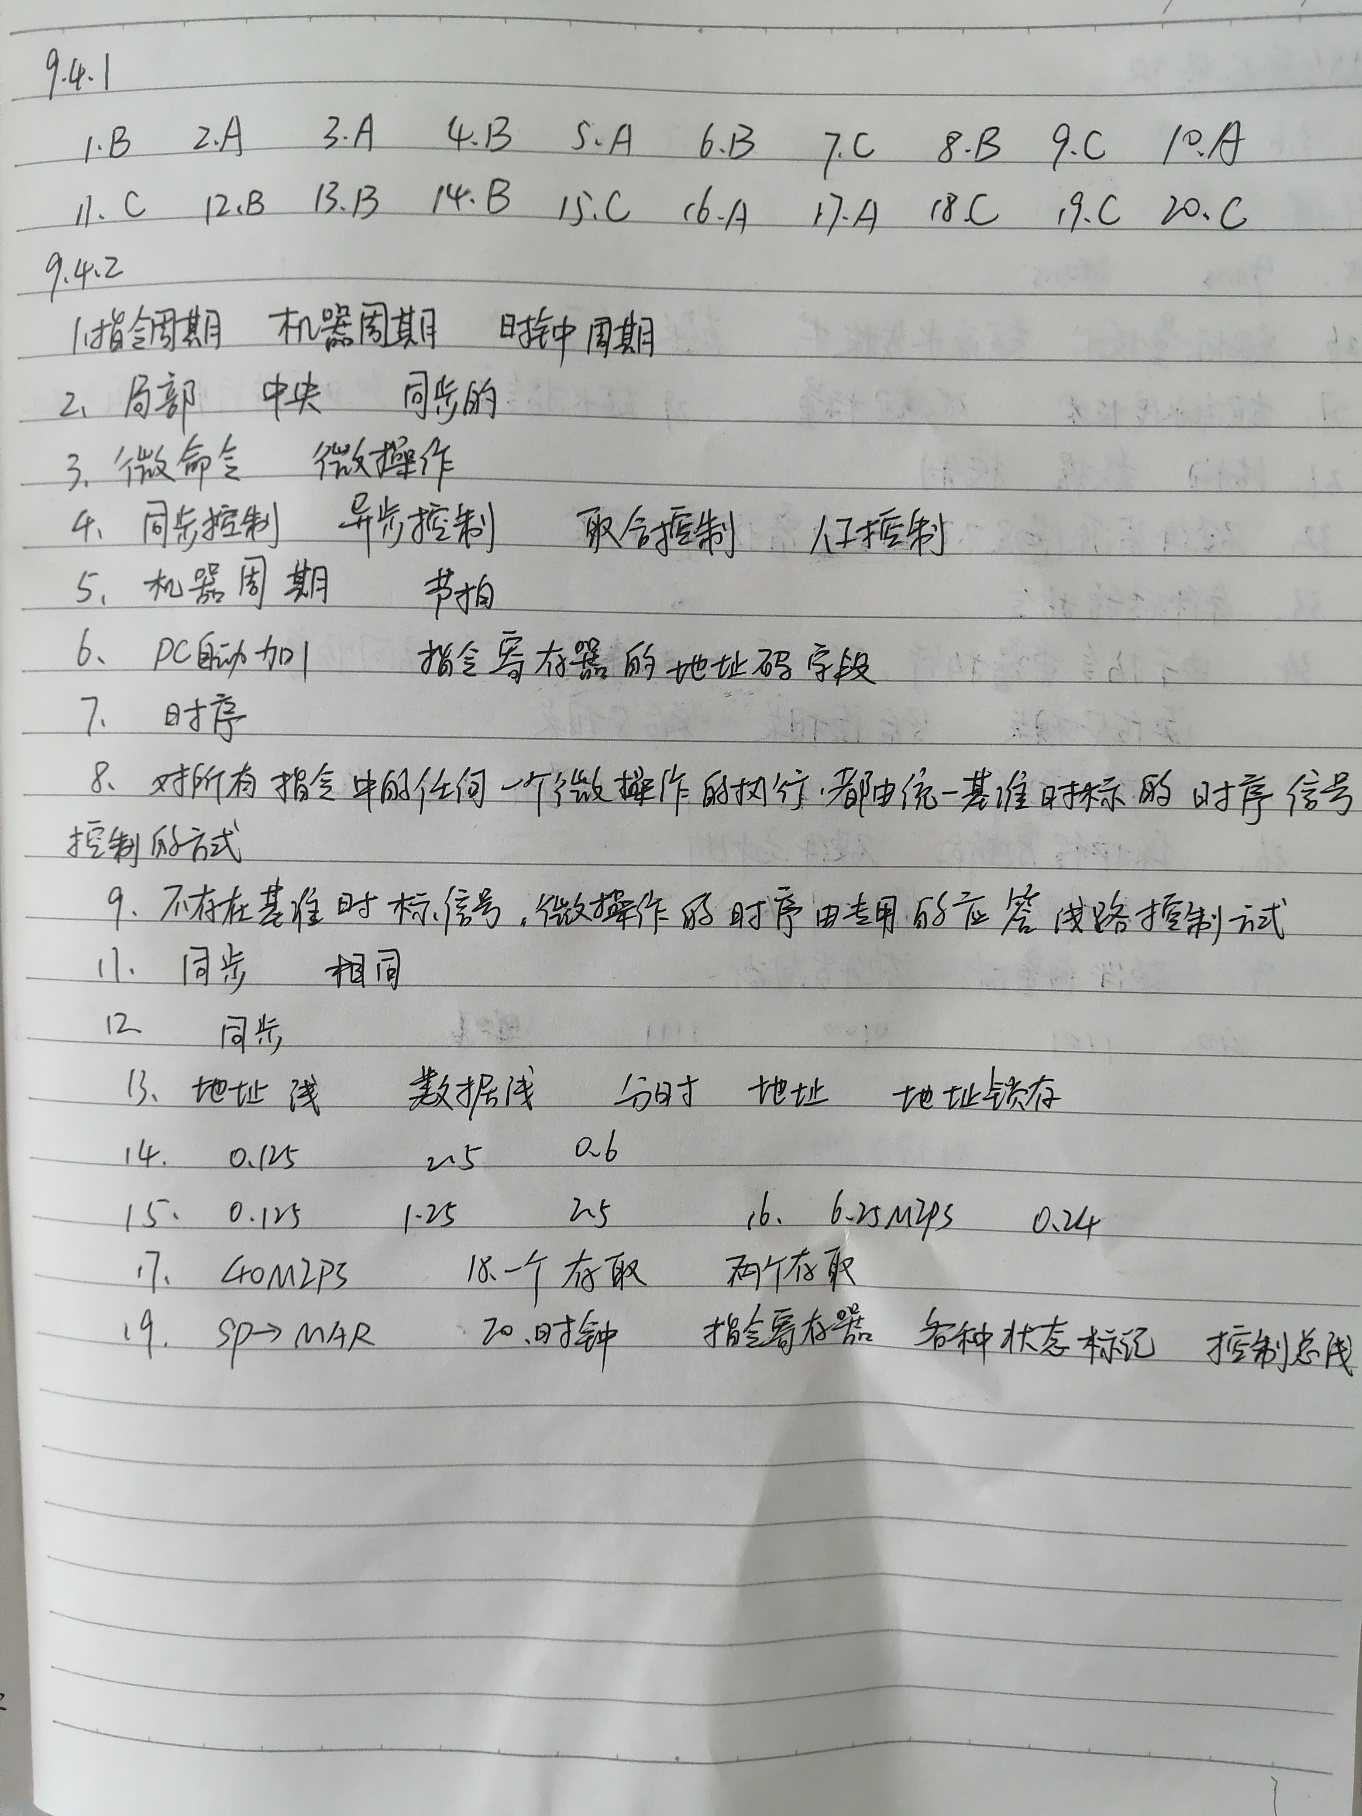 9.4.1
1.B 2.A 3.A 4.B 5.A 6.B 7.C 8.B 9.C 10.A
11.C 12.B 13.B 14.B 15.C 16.A 17.A 18.C 19.C 20.C
9.4.2
1.指令周期 机器周期 时钟周期
2、局部 中央 同步的
3、微命令 微操作
4、同步控制 异步控制 联合控制 人工控制
5、机器周期 节拍
6、PC自动加1 指令寄存器的地址码字段
7、时序
8、对所有指令中的任何一个微操作的执行,都由统一基准时标的时序信号
控制的方式
9、不存在基准时标信号,微操作的时序由专用的应答线路控制方式
11、同步 相同
12 同步
13、地址线 数据线 分时 地址 地址锁存
14. 0.125 2.5 0.6
15. 0.125 1.25 2.5 16. 6.25MIPS 0.24
17. 40MIPS 18.一个存取 两个存取
19. SP→MAR 20.时钟 指令寄存器 各种状态标记 控制总线